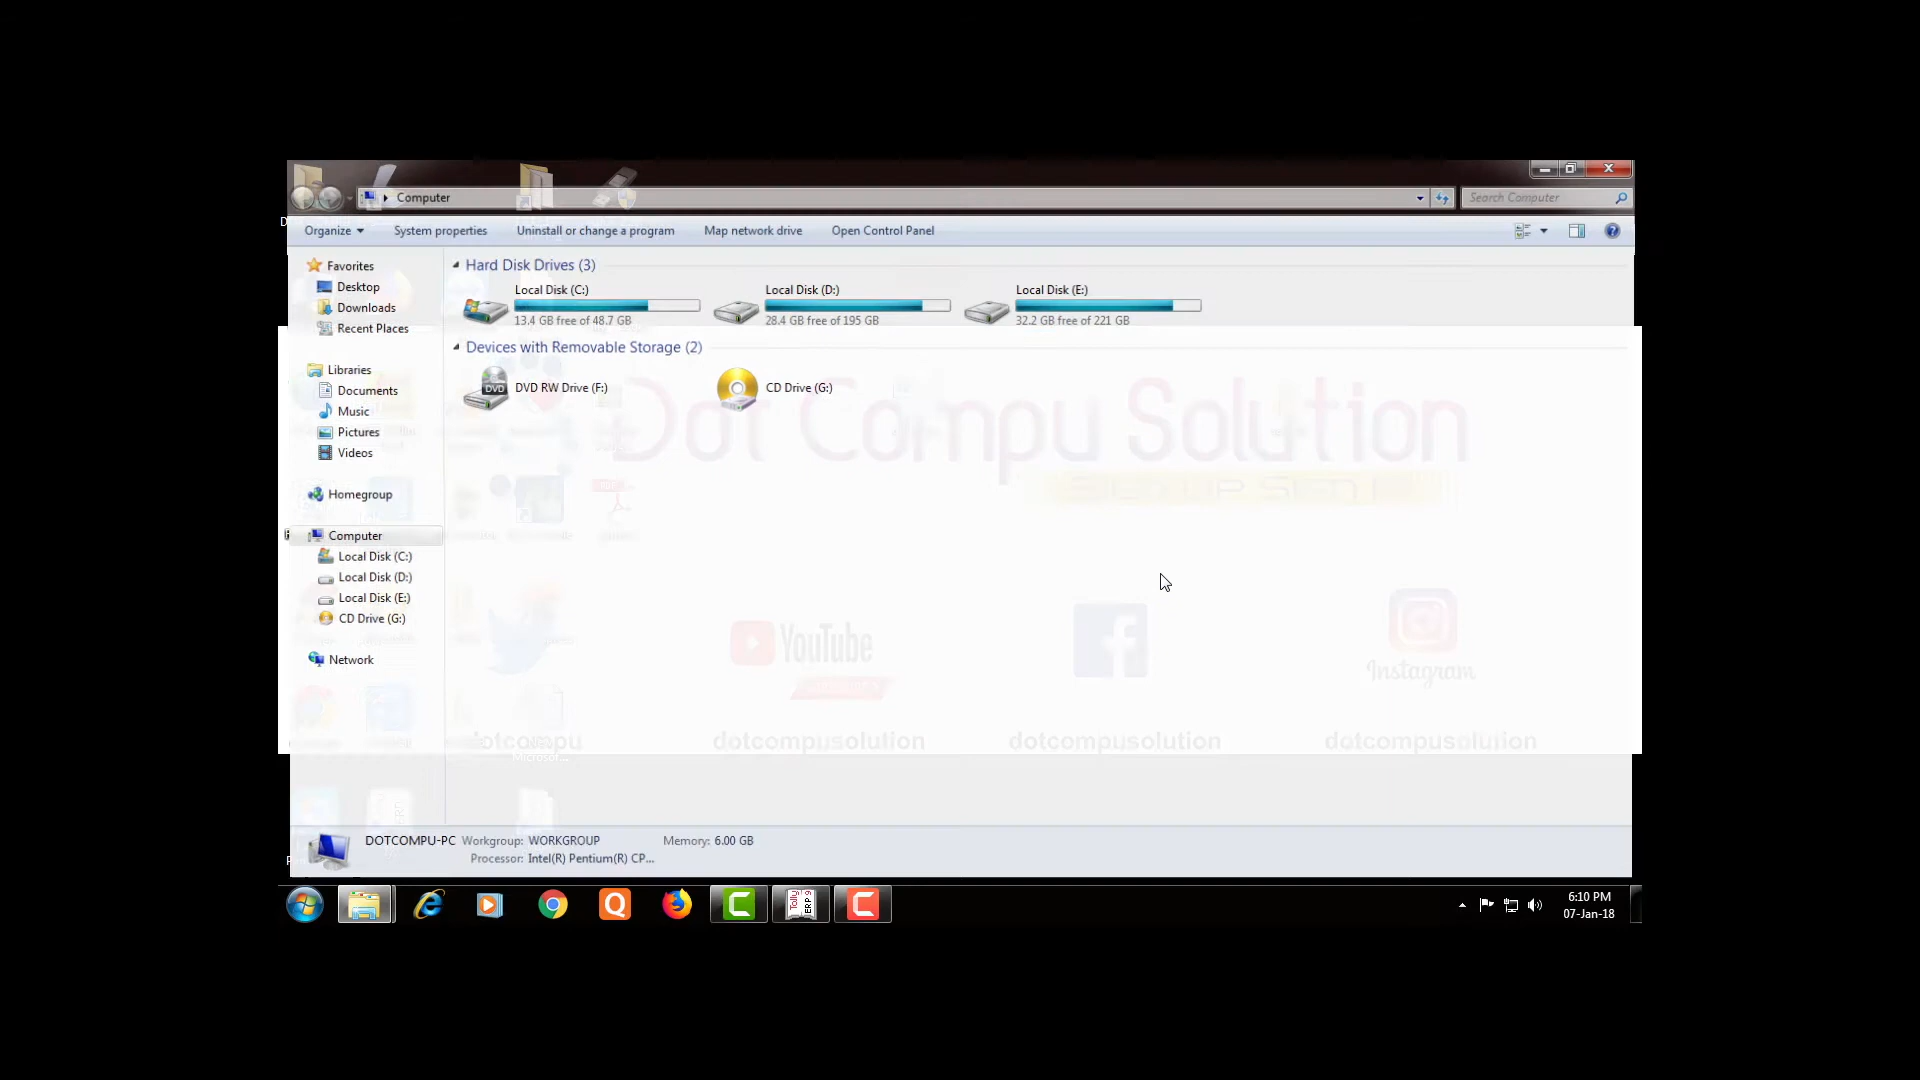 Computer
Search Computer
Organize
System properties
Uninstall or change a program
Map network drive
Open Control Panel
Favorites
Desktop
Downloads
Recent Places
Libraries
Documents
Music
Pictures
Videos
Homegroup
Computer
Local Disk (C:)
Local Disk (D:)
Local Disk (E:)
CD Drive (G:)
Network
Hard Disk Drives (3)
Local Disk (C:)
13.4 GB free of 48.7 GB
Local Disk (D:)
28.4 GB free of 195 GB
Local Disk (E:)
32.2 GB free of 221 GB
Devices with Removable Storage (2)
DVD RW Drive (F:)
DVD
CD Drive (G:)
Dot Compu Solution
YouTube
Instagram
dotcompu
dotcompusolution
dotcompusolution
dotcompusolution
Microsof...
DOTCOMPU-PC
Workgroup: WORKGROUP
Memory: 6.00 GB
Processor: Intel(R) Pentium(R) CP...
Tally
ERP 9
6:10 PM
07-Jan-18